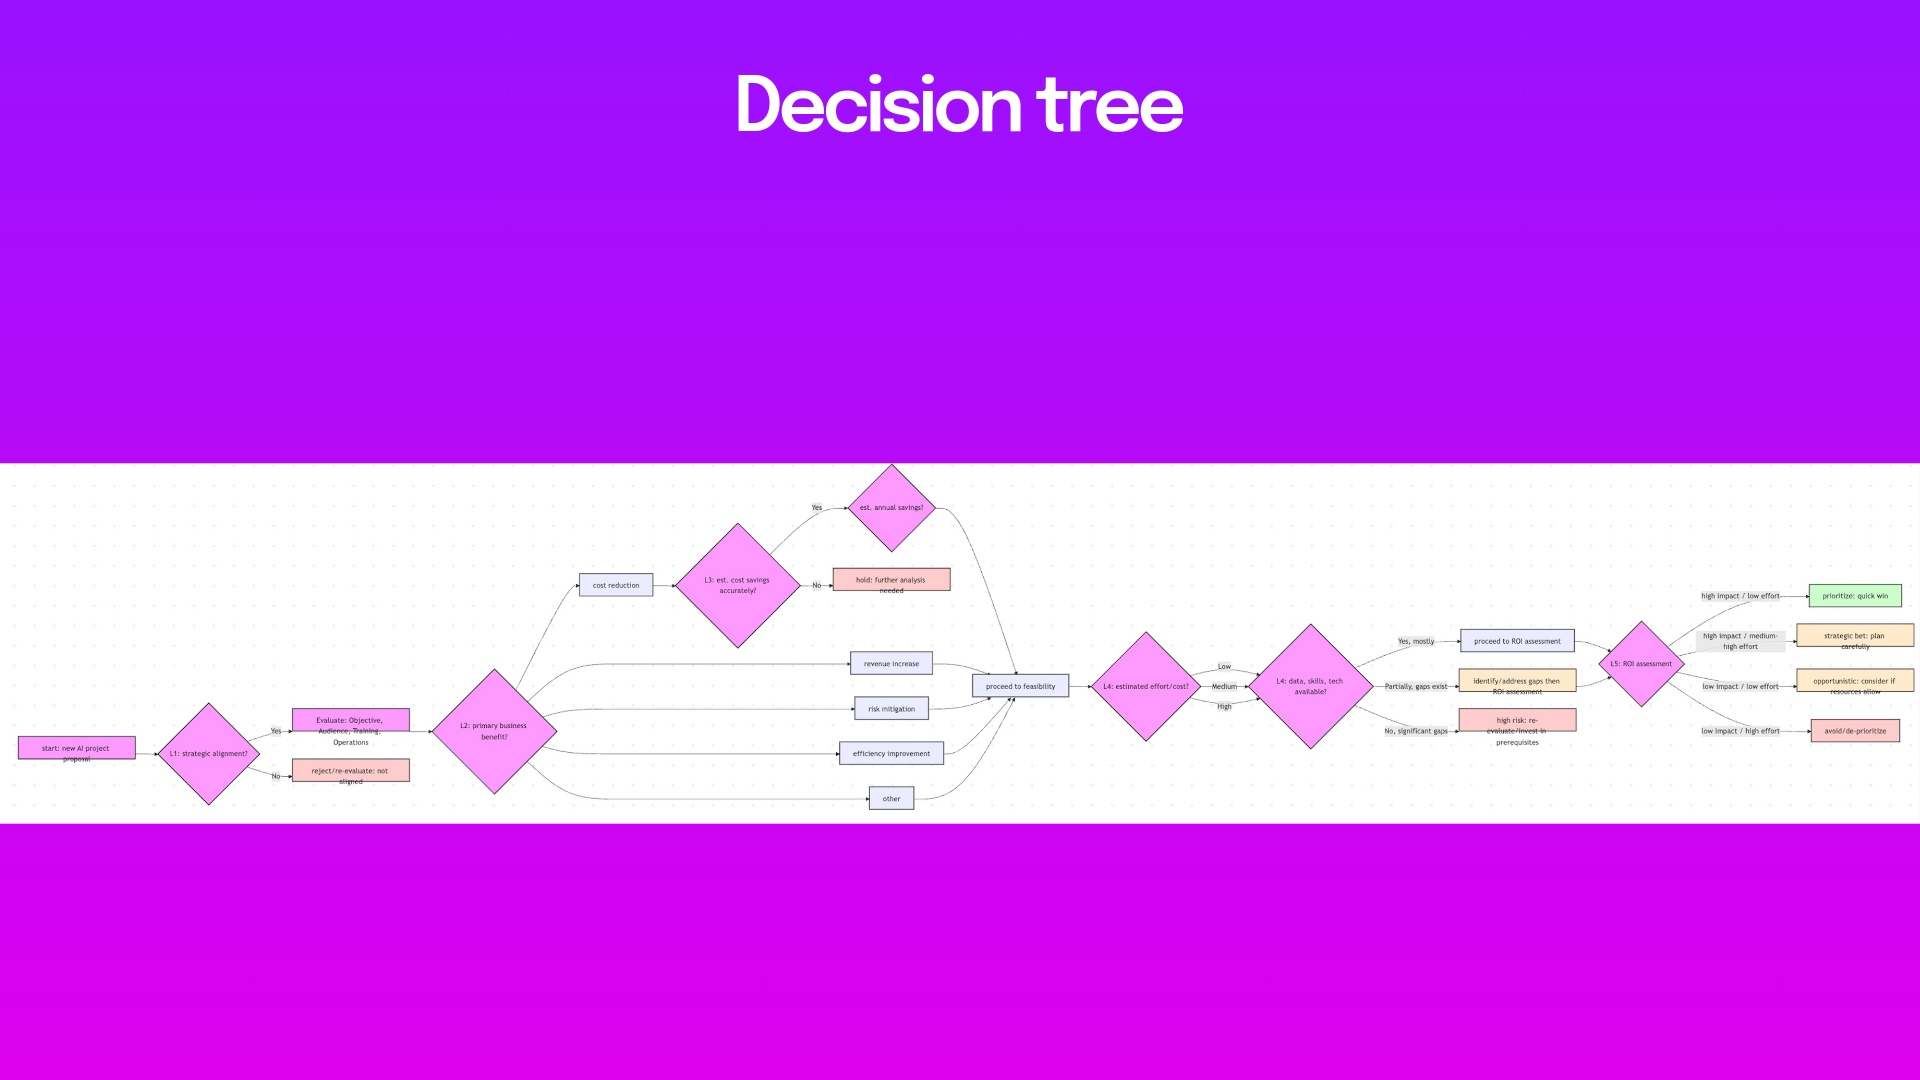 Decision tree
start: new AI project
proposal
L1: strategic alignment?
Yes
No
Evaluate: Objective,
Audience, Training,
Operations
reject/re-evaluate: not
aligned
L2: primary business
benefit?
cost reduction
L3: est. cost savings
accurately?
Yes
No
est. annual savings?
hold: further analysis
needed
revenue increase
risk mitigation
efficiency improvement
other
proceed to feasibility
L4: estimated effort/cost?
Low
Medium
High
L4: data, skills, tech
available?
Yes, mostly
Partially, gaps exist
No, significant gaps
proceed to ROI assessment
identify/address gaps then
ROI assessment
high risk: re-
evaluate/invest in
prerequisites
L5: ROI assessment
high impact / low effort
high impact / medium-
high effort
low impact / low effort
low impact / high effort
prioritize: quick win
strategic bet: plan
carefully
opportunistic: consider if
resources allow
avoid/de-prioritize